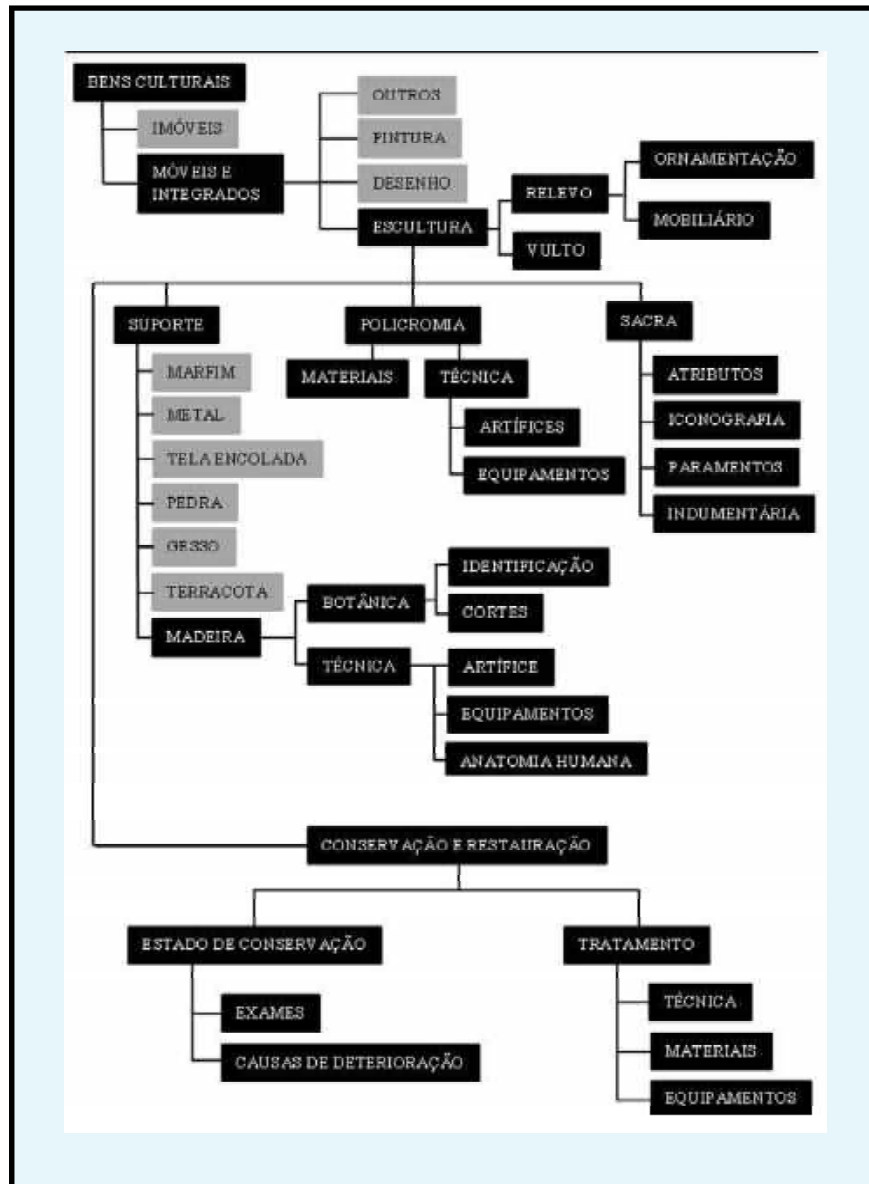 BENS CULTURAIS
IMÓVEIS
MÓVEIS E
INTEGRADOS
OUTROS
PINTURA
DESENHO
ESCULTURA
RELEVO
VULTO
ORNAMENTAÇÃO
MOBILIÁRIO
SUPORTE
MARFIM
METAL
TELA ENCOLADA
PEDRA
GESSO
TERRACOTA
MADEIRA
BOTÂNICA
IDENTIFICAÇÃO
CORTES
TÉCNICA
ARTÍFICE
EQUIPAMENTOS
ANATOMIA HUMANA
POLICROMIA
MATERIAIS
TÉCNICA
ARTÍFICES
EQUIPAMENTOS
SACRA
ATRIBUTOS
ICONOGRAFIA
PARAMENTOS
INDUMENTÁRIA
CONSERVAÇÃO E RESTAURAÇÃO
ESTADO DE CONSERVAÇÃO
EXAMES
CAUSAS DE DETERIORAÇÃO
TRATAMENTO
TÉCNICA
MATERIAIS
EQUIPAMENTOS